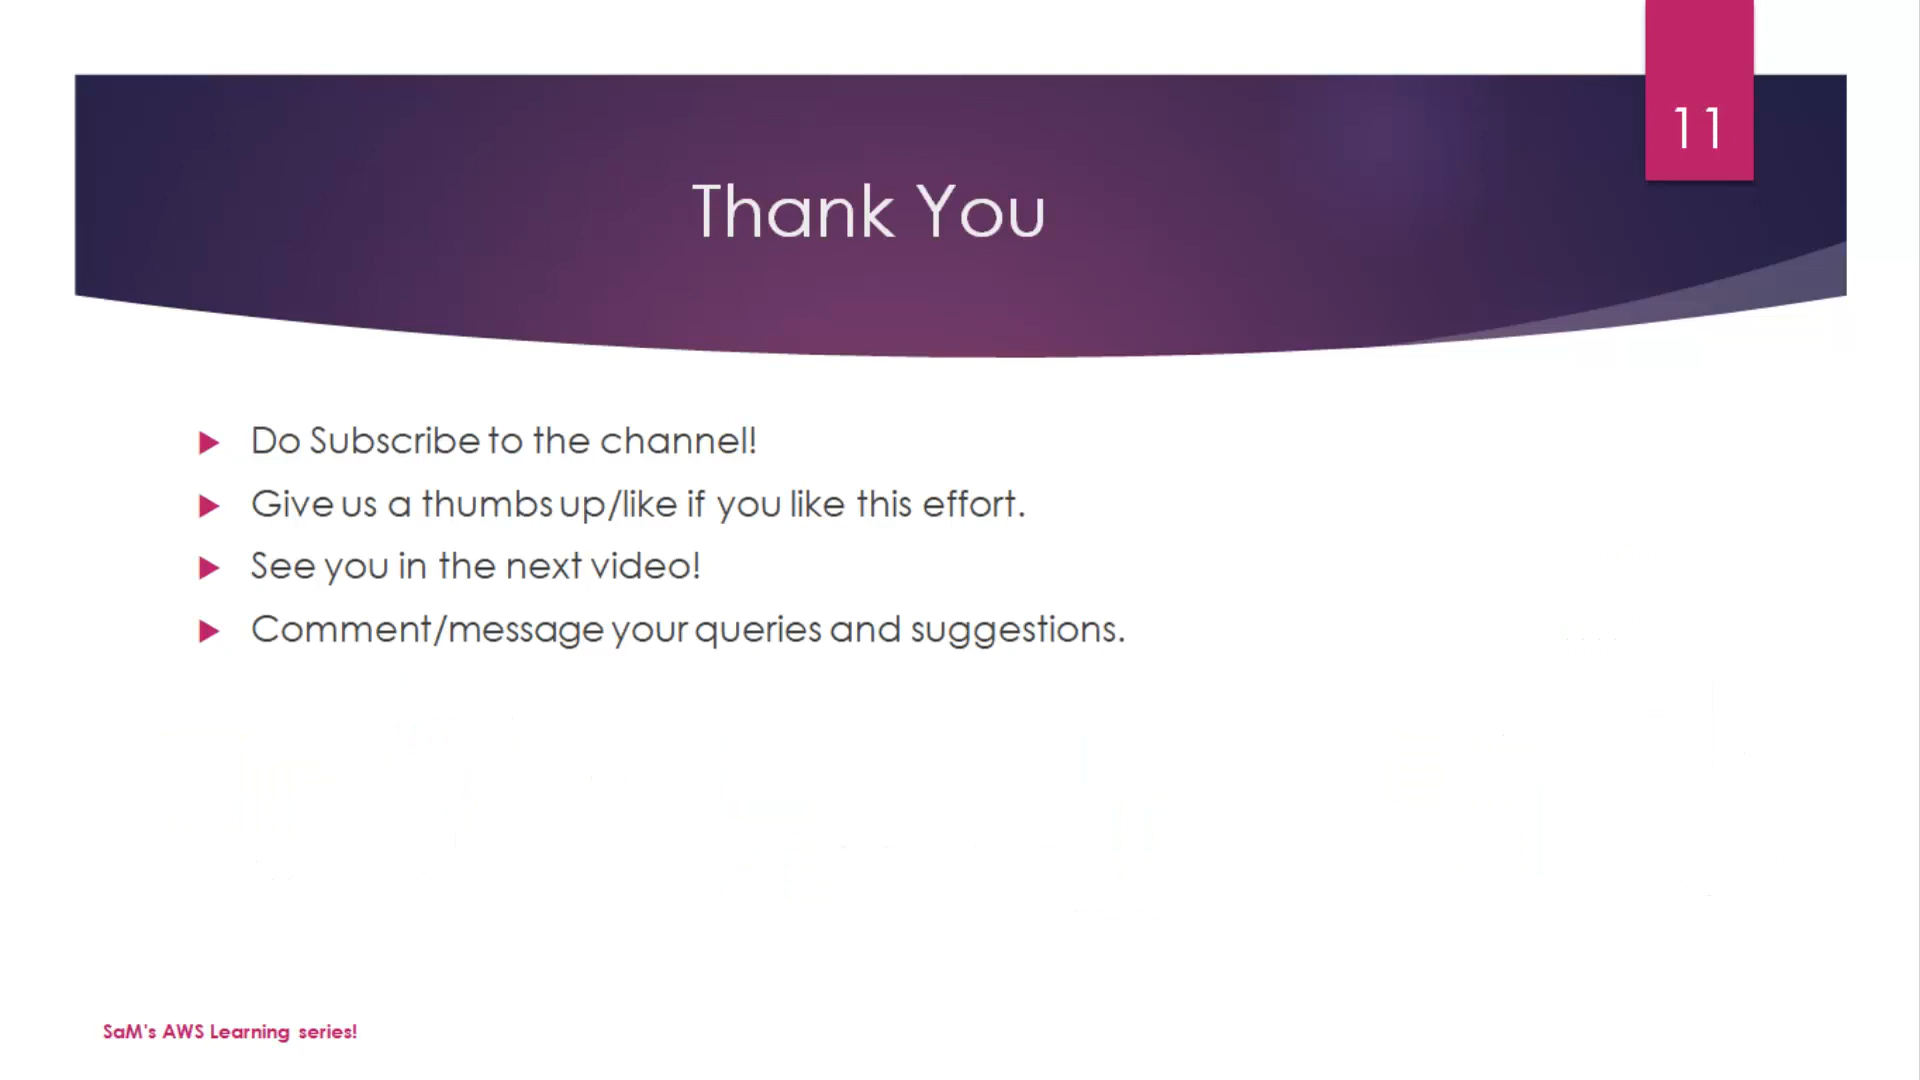 11
Thank You
Do Subscribe to the channel!
Give us a thumbs up/like if you like this effort.
See you in the next video!
Comment/message your queries and suggestions.
SaM's AWS Learning series!